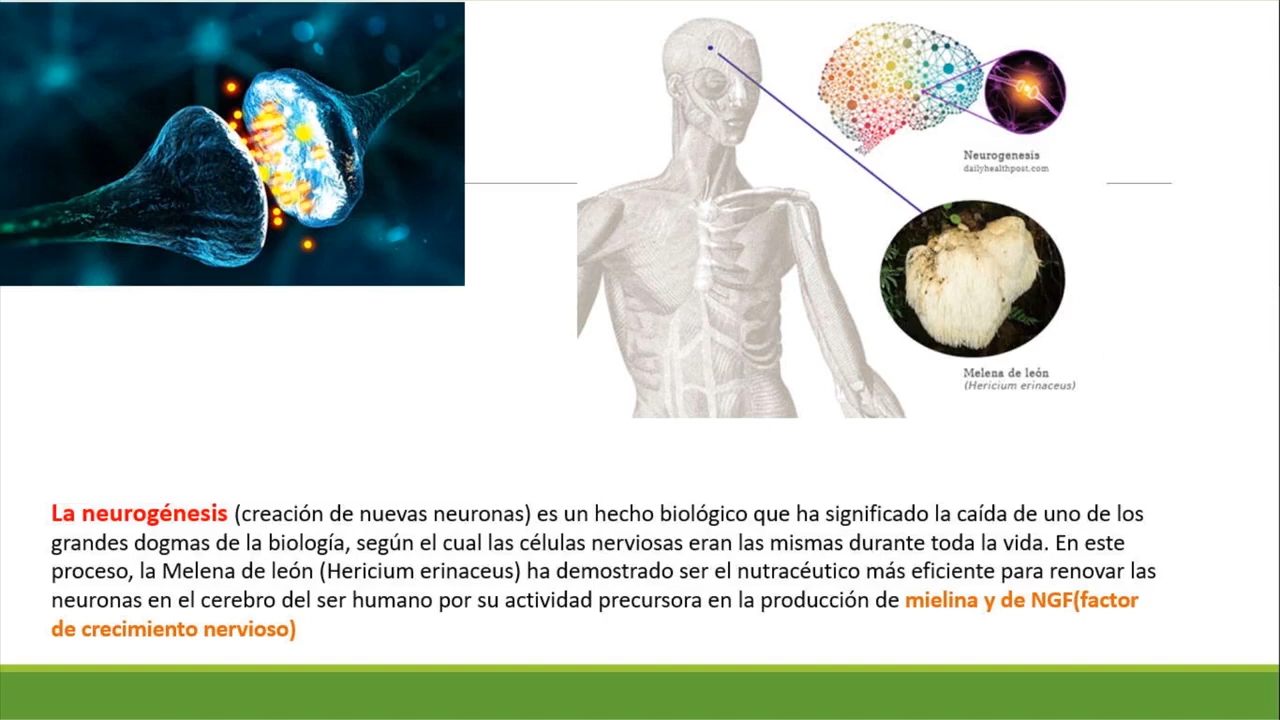 Neurogenesis
dailyhealthpost.com
Melena de león
(Hericium erinaceus)
La neurogénesis (creación de nuevas neuronas) es un hecho biológico que ha significado la caída de uno de los
grandes dogmas de la biología, según el cual las células nerviosas eran las mismas durante toda la vida. En este
proceso, la Melena de león (Hericium erinaceus) ha demostrado ser el nutracéutico más eficiente para renovar las
neuronas en el cerebro del ser humano por su actividad precursora en la producción de mielina y de NGF(factor
de crecimiento nervioso)